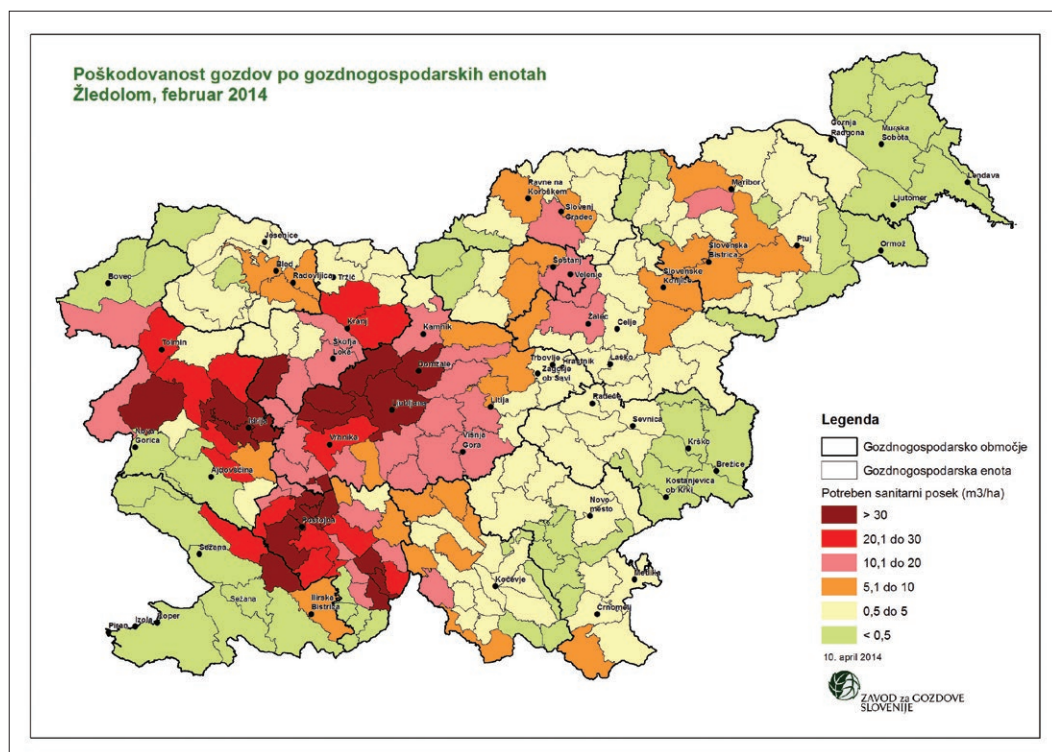 Poškodovanost gozdov po gozdnogospodarskih enotah
Žledolom, februar 2014
Gornja
Radgona
Murska
Sobota
Lendava
Ljutomer
Ormož
Ravne na
Koroškem
Slovenj
Gradec
Maribor
Ptuj
Jesenice
Bled
Radovljica
Tržič
Bovec
Šoštanj
Velenje
Slovenska
Bistrica
Slovenske
Konjice
Kranj
Kamnik
Žalec
Celje
Škofja
Loka
Tolmin
Domžale
Trbovlje
Hrastnik
Zagorje
ob Savi
Laško
Ljubljana
Litija
Radeče
Idrija
Sevnica
Nova
Gorica
Vrhnika
Višnja
Gora
Krško
Brežice
Ajdovščina
Kostanjevica
ob Krki
Novo
mesto
Postojna
Sežana
Metlika
Kočevje
Sežana
Ilirska
Bistrica
Črnomelj
Koper
Izola
Piran
Legenda
Gozdnogospodarsko območje
Gozdnogospodarska enota
Potreben sanitarni posek (m3/ha)
> 30
20,1 do 30
10,1 do 20
5,1 do 10
0,5 do 5
< 0,5
10. april 2014
ZAVOD za GOZDOVE
SLOVENIJE